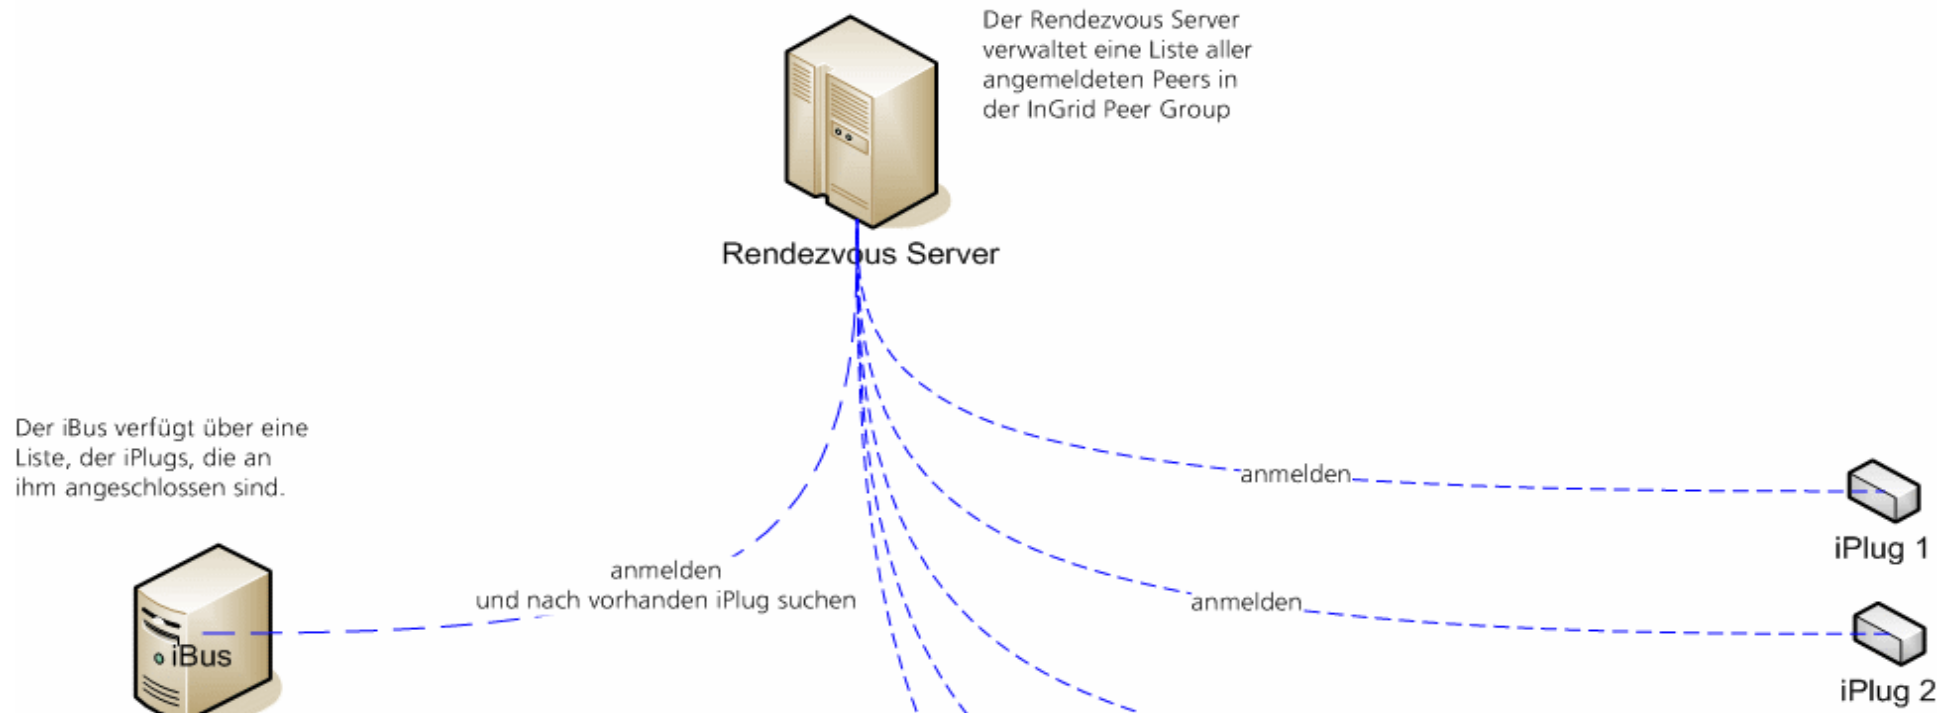 Der Rendezvous Server
verwaltet eine Liste aller
angemeldeten Peers in
der InGrid Peer Group
Rendezvous Server
Der iBus verfügt über eine
Liste, der iPlugs, die an
ihm angeschlossen sind.
anmelden
iPlug 1
anmelden
und nach vorhanden iPlug suchen
anmelden
iBus
iPlug 2